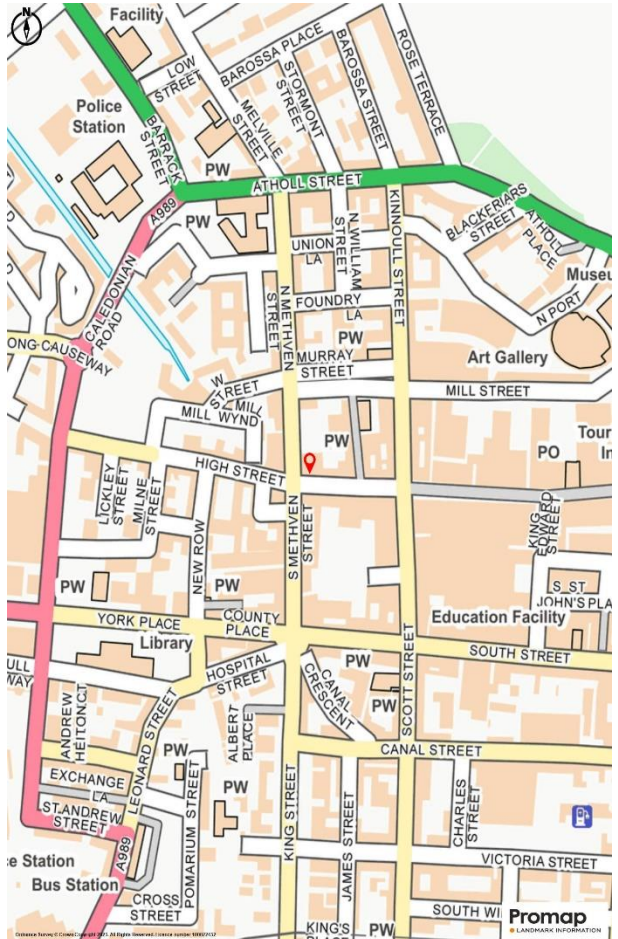 N
Facility
LOW
STREET
BAROSSA PLACE
STORMONT
STREET
BAROSSA STREET
ROSE TERRACE
MELVILLE
STREET
Police
Station
BARRACK
STREET
PW
ATHOLL STREET
A989
PW
CALEDONIAN
ROAD
UNION
LA
N WILLIAM
STREET
KINNOULL STREET
BLACKFRIARS
STREET
ATHOLL
PLACE
N PORT
Museu
FOUNDRY
LA
N METHVEN
STREET
ONG CAUSEWAY
PW
MURRAY
STREET
Art Gallery
W MILL
STREET
MILL WYND
MILL STREET
PW
Tour
In
PO
HIGH STREET
LICKLEY
STREET
MILNE
STREET
NEW ROW
S METHVEN
STREET
KING
EDWARD
STREET
PW
PW
S ST
JOHN'S PLA
Education Facility
YORK PLACE
COUNTY
PLACE
SOUTH STREET
Library
HOSPITAL
STREET
PW
CANAL
CRESCENT
PW
SCOTT STREET
ULL
WAY
ANDREW
HEITON CT
LEONARD STREET
ALBERT
PLACE
CANAL STREET
PW
EXCHANGE
LA
PW
ST ANDREW
STREET
POMARIUM STREET
KING STREET
JAMES STREET
CHARLES
STREET
A989
VICTORIA STREET
e Station
Bus Station
CROSS
STREET
KING'S
PLACE
SOUTH WI
Promap
LANDMARK INFORMATION